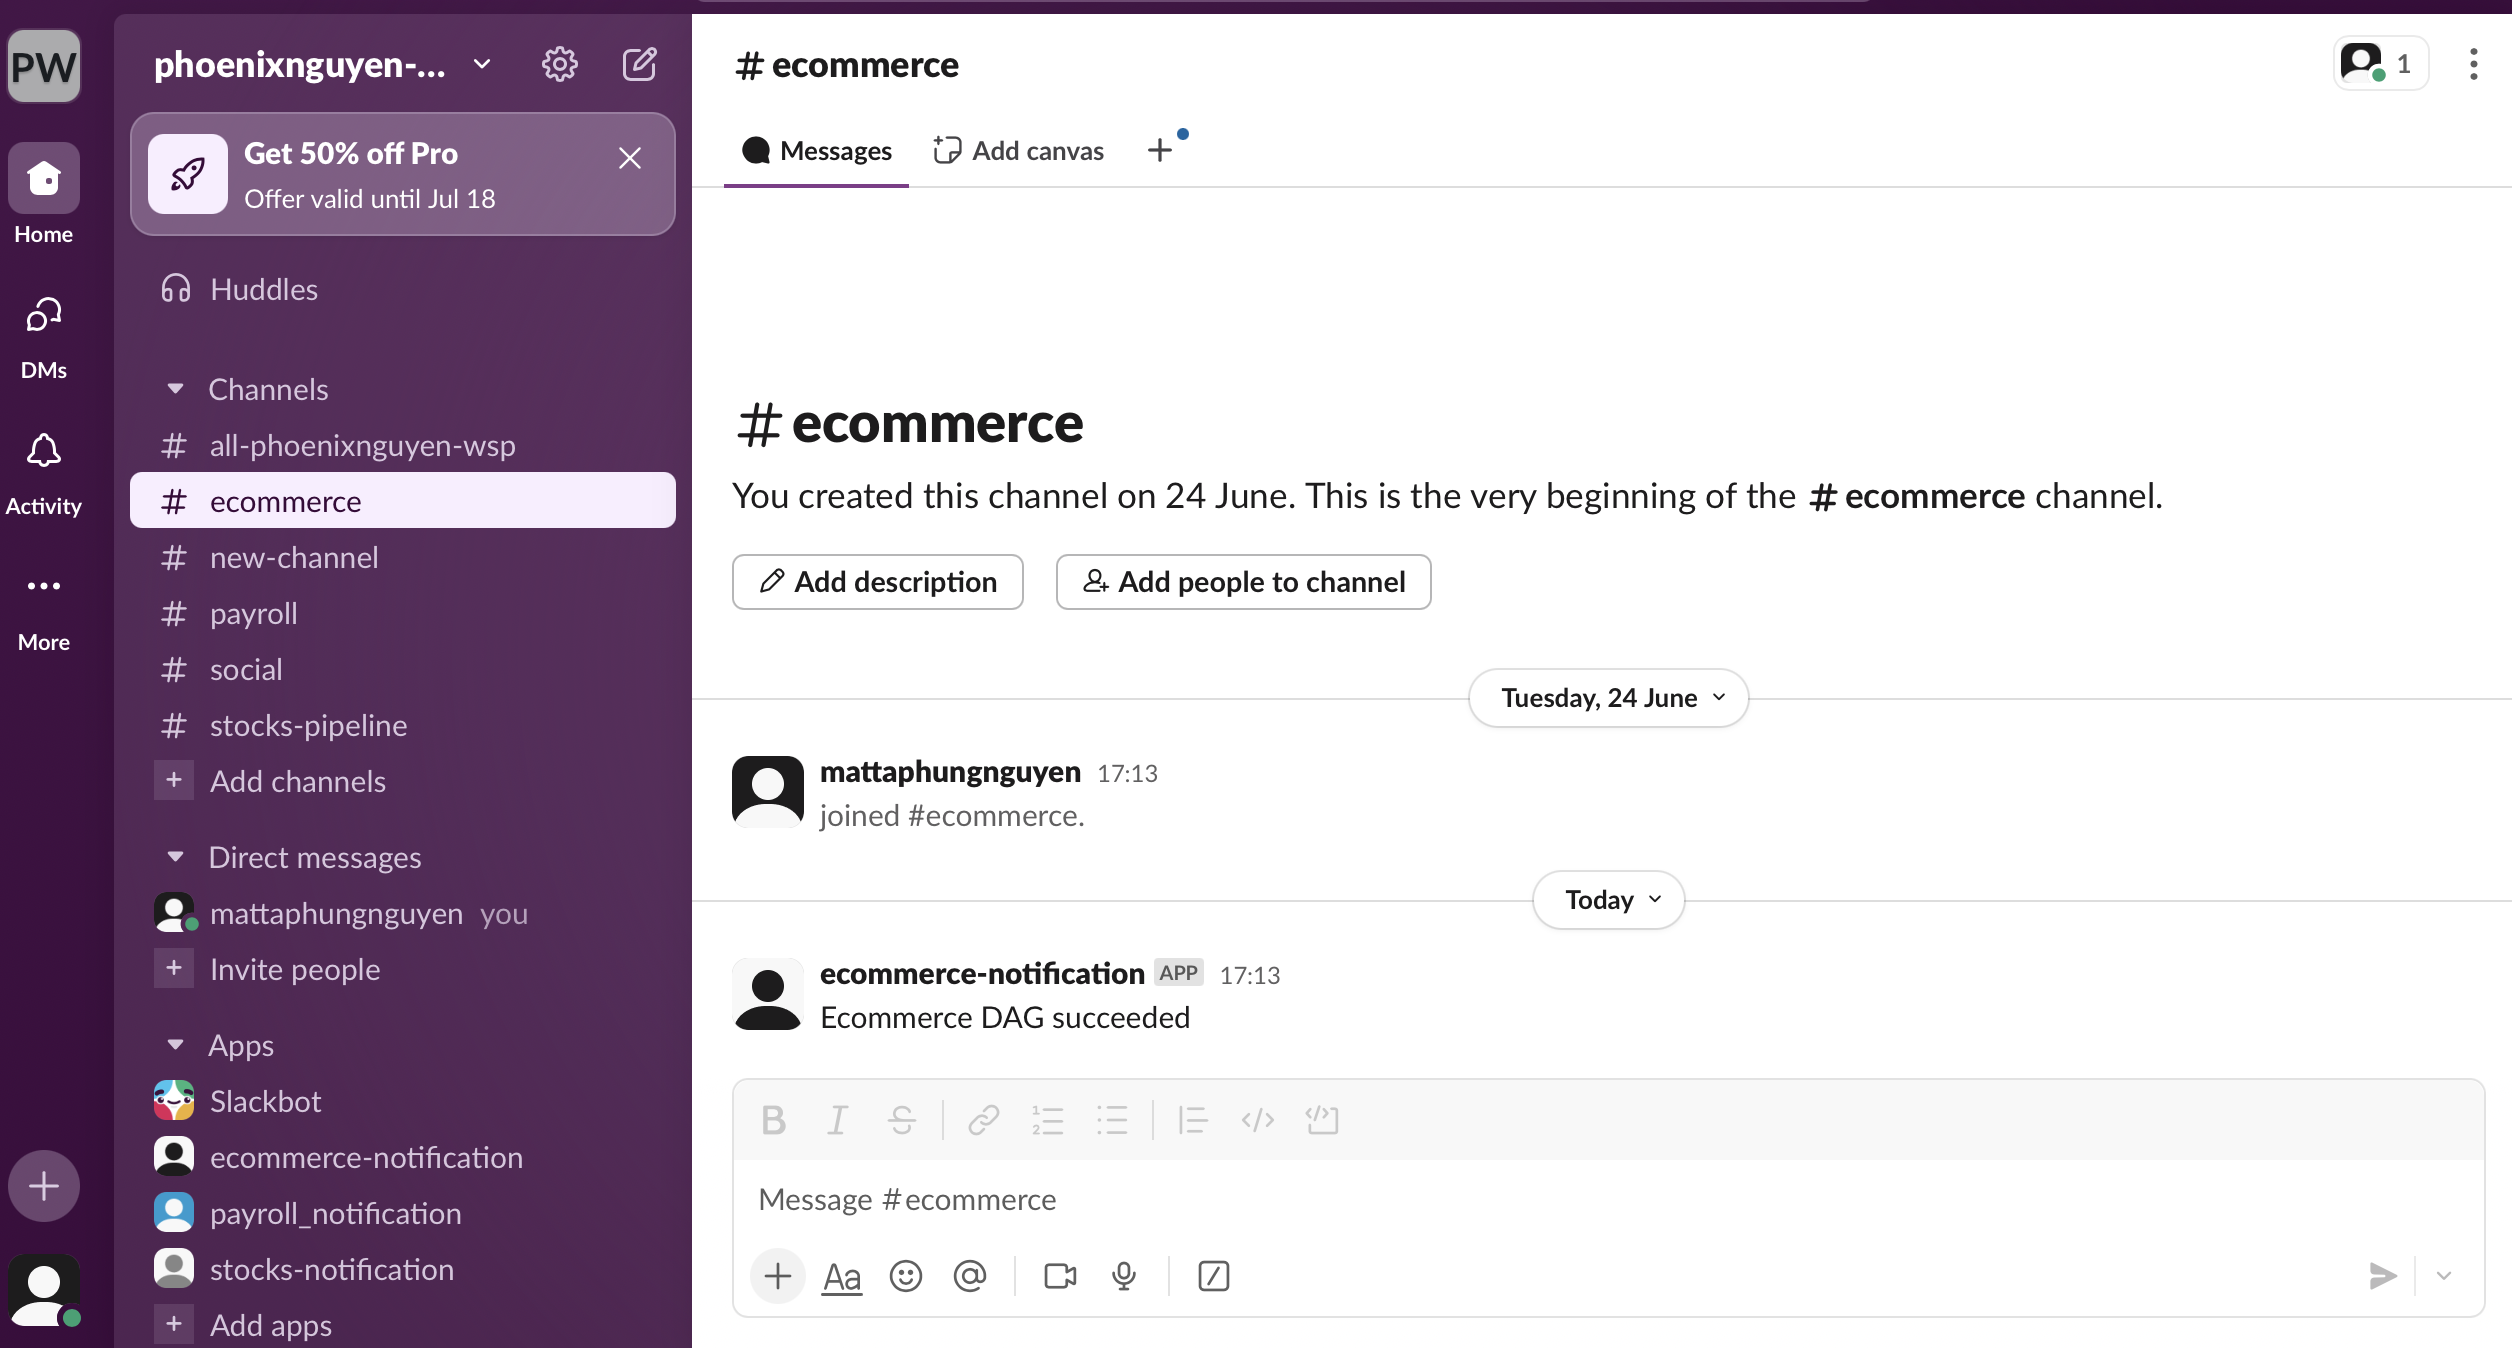 PW
Home
DMs
Activity
More
phoenixnguyen-...
Get 50% off Pro
Offer valid until Jul 18
Huddles
Channels
# all-phoenixnguyen-wsp
# ecommerce
# new-channel
# payroll
# social
# stocks-pipeline
+ Add channels
Direct messages
mattaphungnguyen you
+ Invite people
Apps
Slackbot
ecommerce-notification
payroll_notification
stocks-notification
+ Add apps
# ecommerce
1
Messages
Add canvas
# ecommerce
You created this channel on 24 June. This is the very beginning of the # ecommerce channel.
Add description
Add people to channel
Tuesday, 24 June
mattaphungnguyen 17:13
joined #ecommerce.
Today
ecommerce-notification APP 17:13
Ecommerce DAG succeeded
B I S
Message #ecommerce
Aa